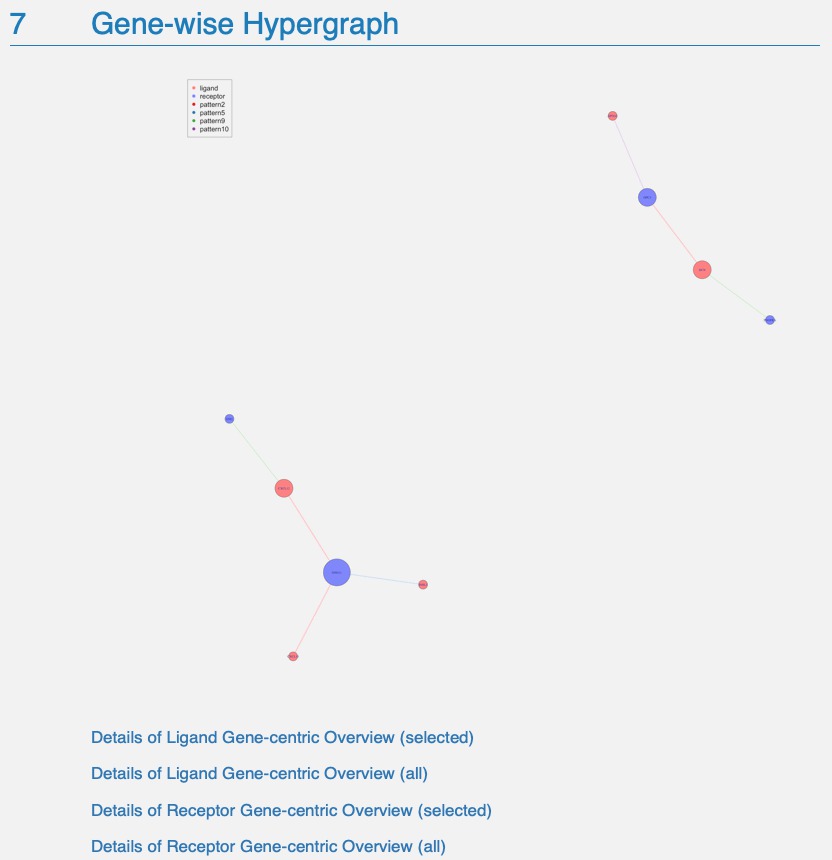 7 Gene-wise Hypergraph
ligand
receptor
pattern2
pattern5
pattern9
pattern10
Details of Ligand Gene-centric Overview (selected)
Details of Ligand Gene-centric Overview (all)
Details of Receptor Gene-centric Overview (selected)
Details of Receptor Gene-centric Overview (all)